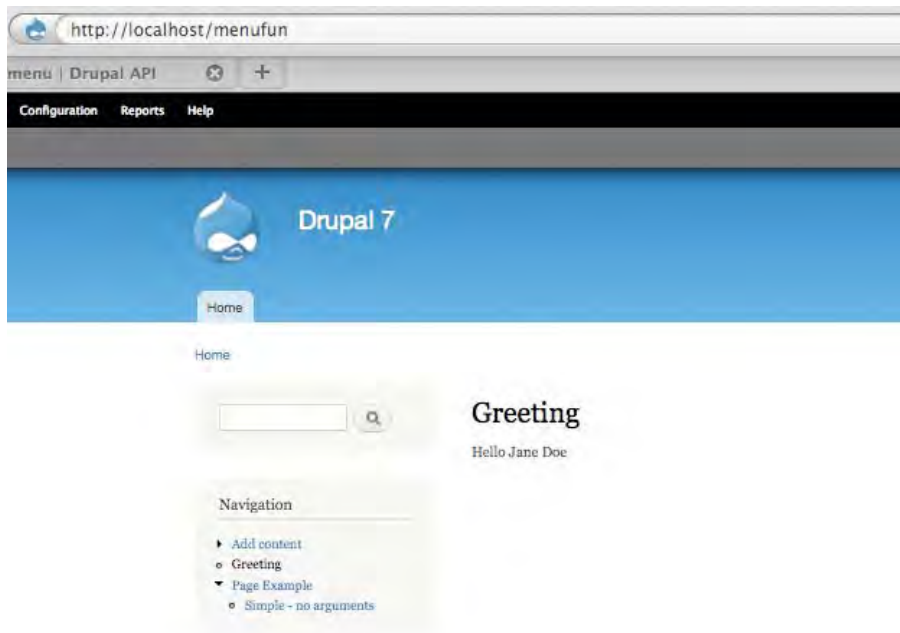 http://localhost/menufun
menu | Drupal API
Configuration Reports Help
Drupal 7
Home
Home
Greeting
Hello Jane Doe
Navigation
Add content
Greeting
Page Example
Simple - no arguments